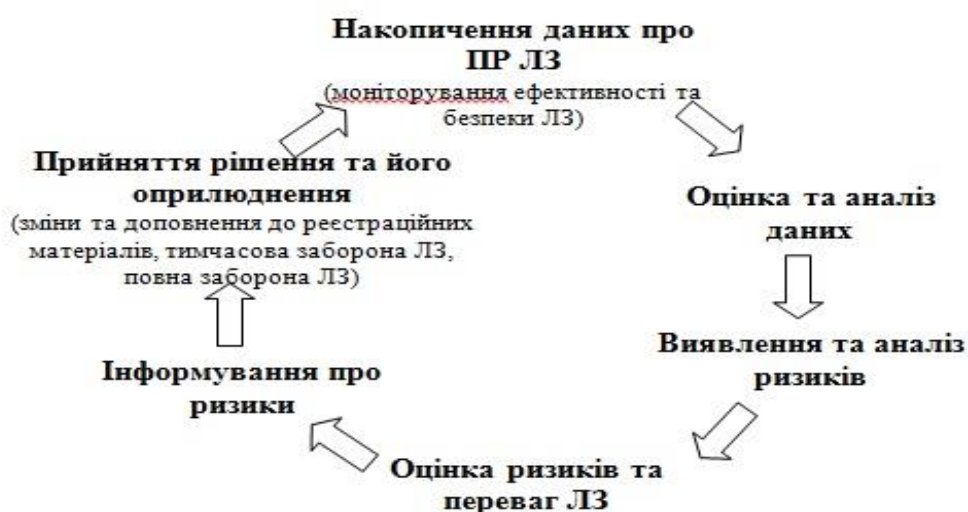 Накопичення даних про
ПР ЛЗ
(моніторування ефективності та
безпеки ЛЗ)
Оцінка та аналіз
даних
Виявлення та аналіз
ризиків
Оцінка ризиків та
переваг ЛЗ
Інформування про
ризики
Прийняття рішення та його
оприлюднення
(зміни та доповнення до реєстраційних
матеріалів, тимчасова заборона ЛЗ,
повна заборона ЛЗ)